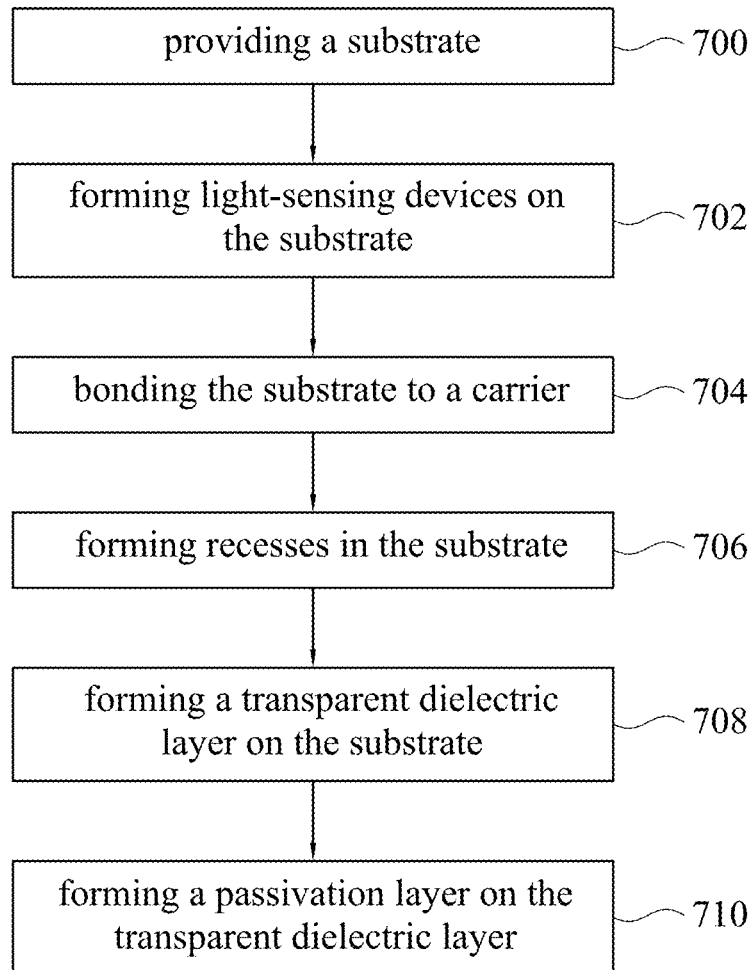 providing a substrate
700
forming light-sensing devices on
the substrate
702
bonding the substrate to a carrier
704
forming recesses in the substrate
706
forming a transparent dielectric
layer on the substrate
708
forming a passivation layer on the
transparent dielectric layer
710